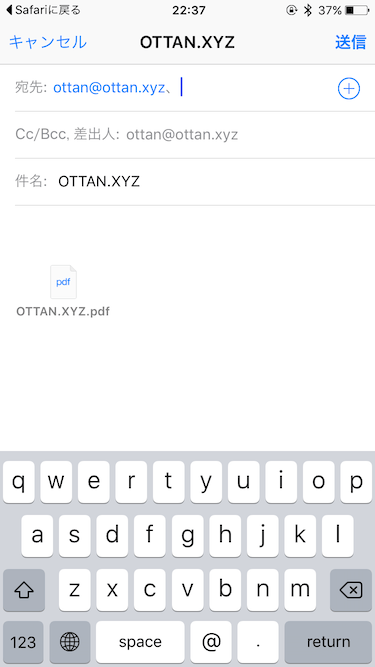 Safariに戻る 22:37 37%
キャンセル OTTAN.XYZ 送信
宛先: ottan@ottan.xyz、
Cc/Bcc, 差出人: ottan@ottan.xyz
件名: OTTAN.XYZ
pdf
OTTAN.XYZ.pdf
q w e r t y u i o p
a s d f g h j k l
z x c v b n m
123 space @ . return